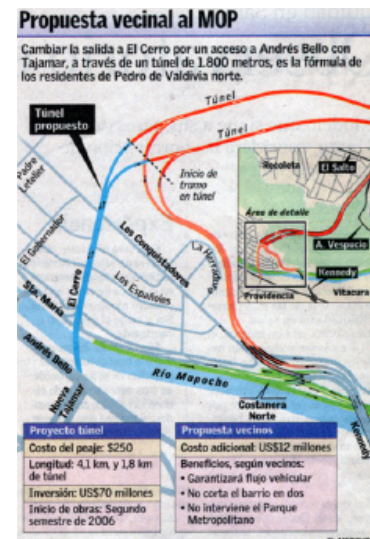 Propuesta vecinal al MOP
Cambiar la salida a El Cerro por un acceso a Andrés Bello con
Tajamar, a través de un túnel de 1.800 metros, es la fórmula de
los residentes de Pedro de Valdivia norte.
Túnel
propuesto
Túnel
Túnel
Inicio de
tramo
en túnel
Recoleta
El Salto
Área de detalle
A. Vespucio
Kennedy
Providencia
Vitacura
Padre
Letelier
El Gobernador
Los Conquistadores
La Herradura
Los Españoles
El Cerro
Sta. María
Andrés Bello
Nueva
Tajamar
Río Mapocho
Costanera
Norte
Kennedy
Proyecto túnel
Costo del peaje: $250
Longitud: 4,1 km, y 1,8 km
de túnel
Inversión: US$70 millones
Inicio de obras: Segundo
semestre de 2006
Propuesta vecinos
Costo adicional: US$12 millones
Beneficios, según vecinos:
• Garantizará flujo vehicular
• No corta el barrio en dos
• No interviene el Parque
Metropolitano